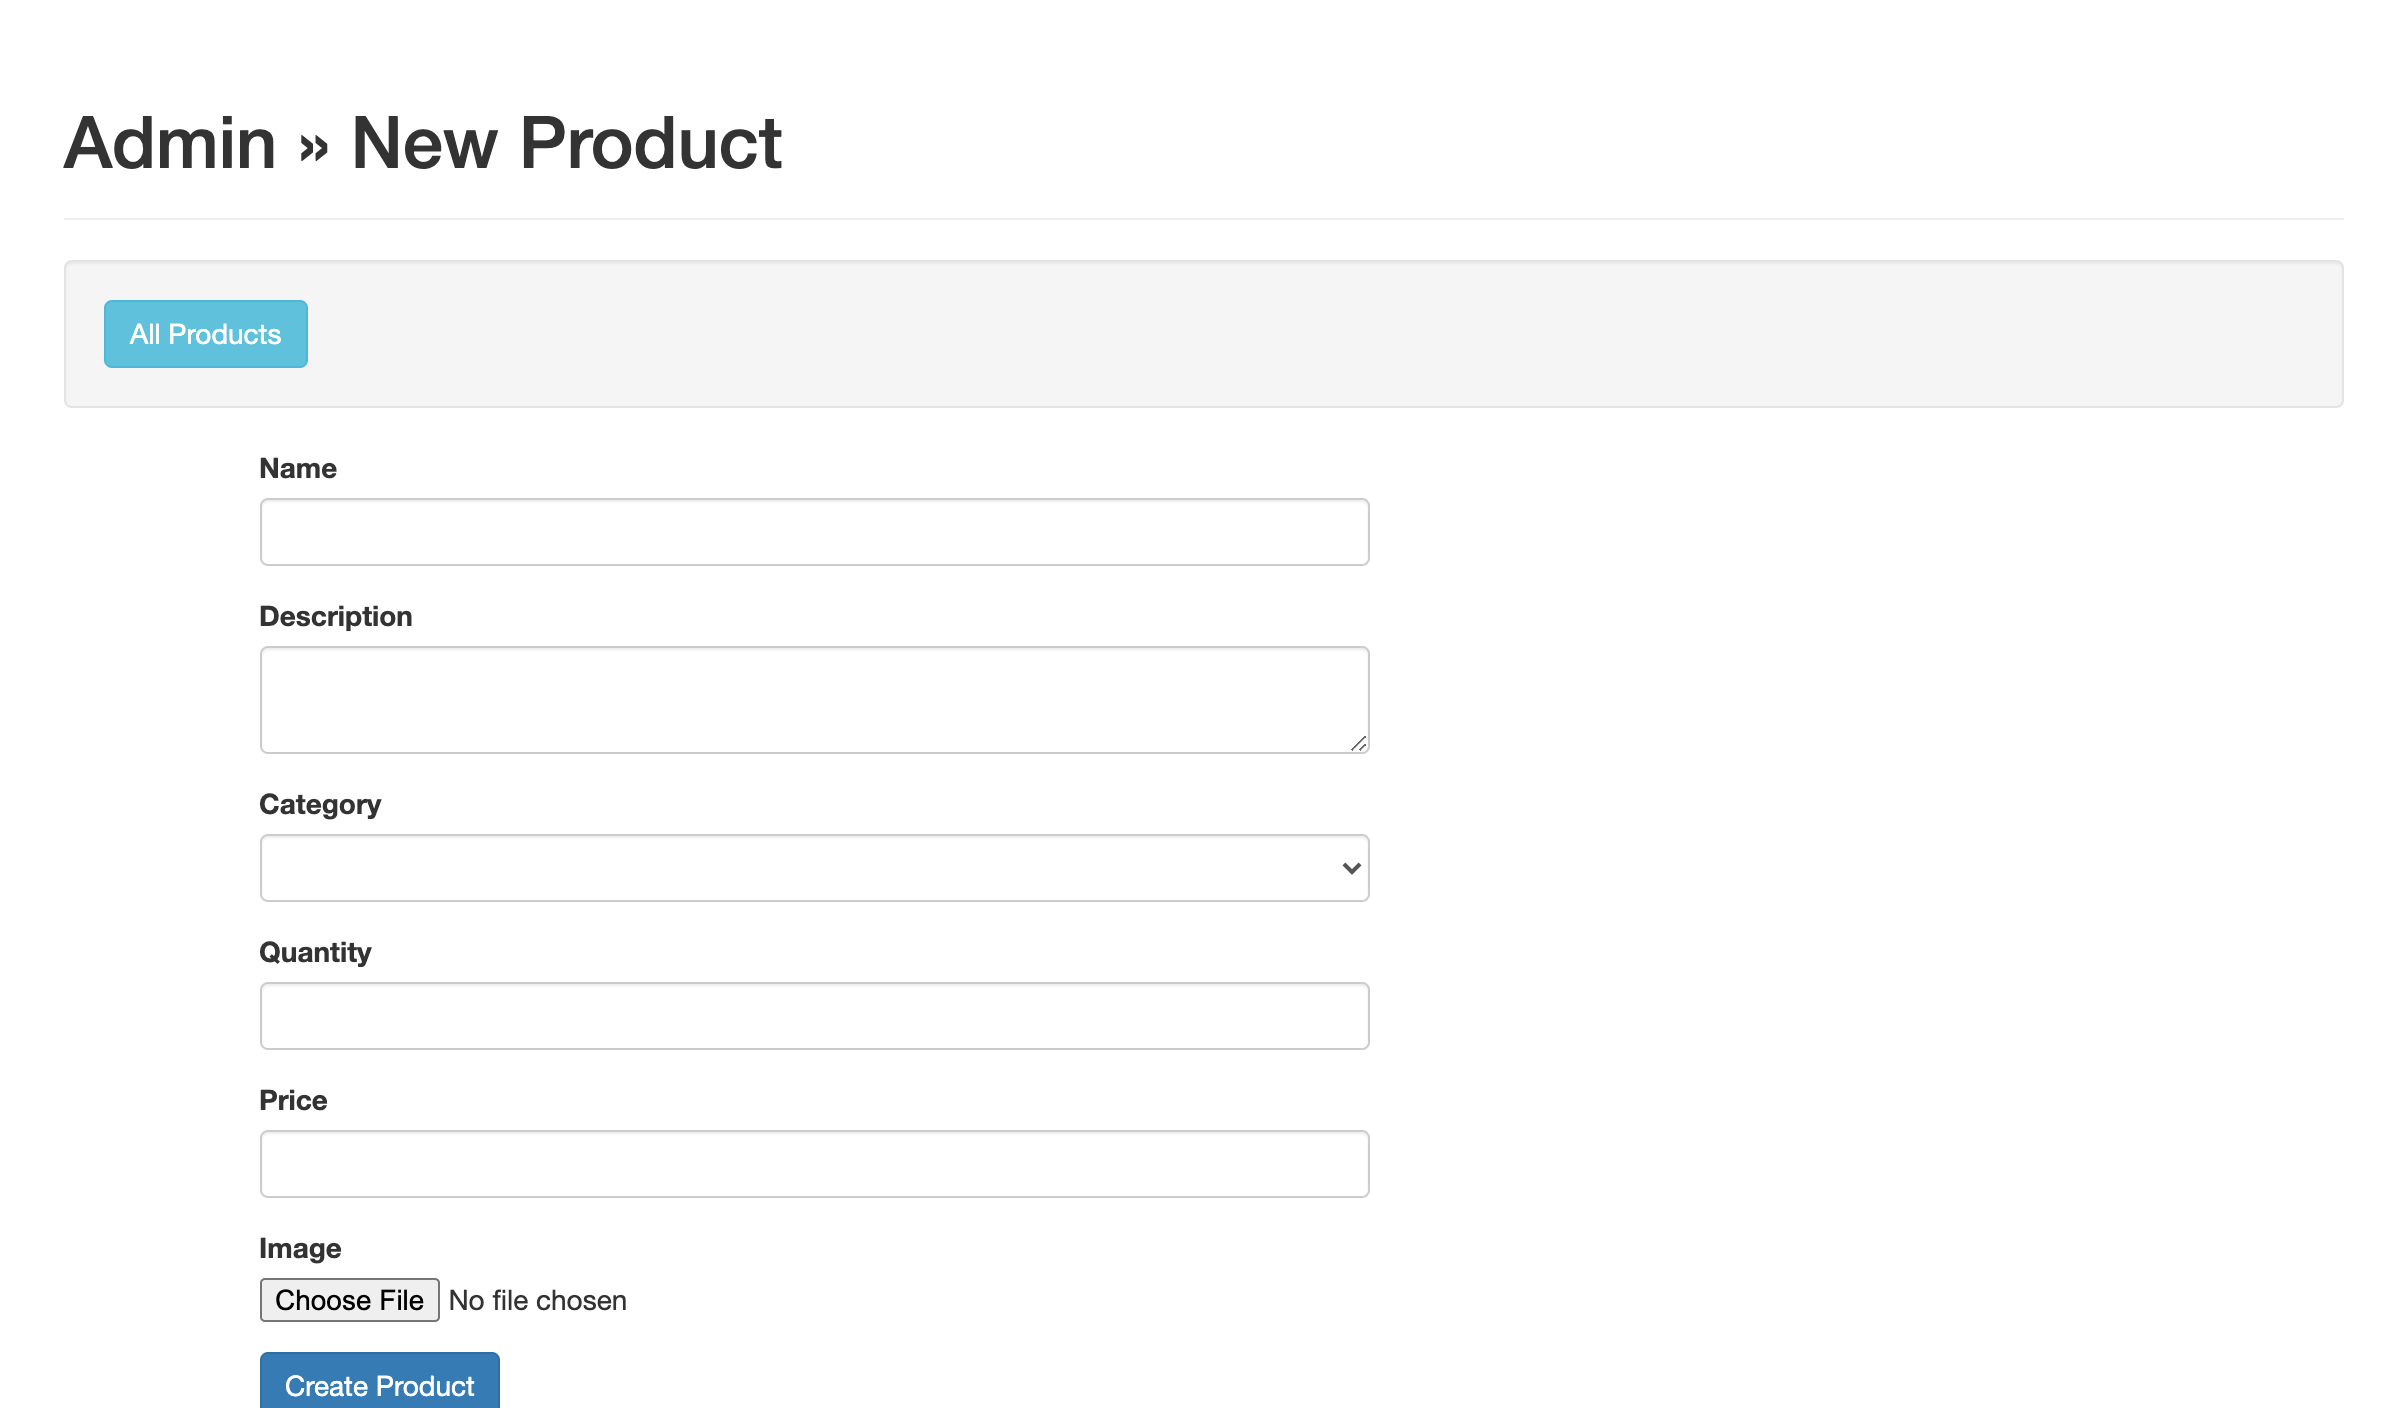 Admin » New Product
All Products
Name
Description
Category
Quantity
Price
Image
Choose File No file chosen
Create Product